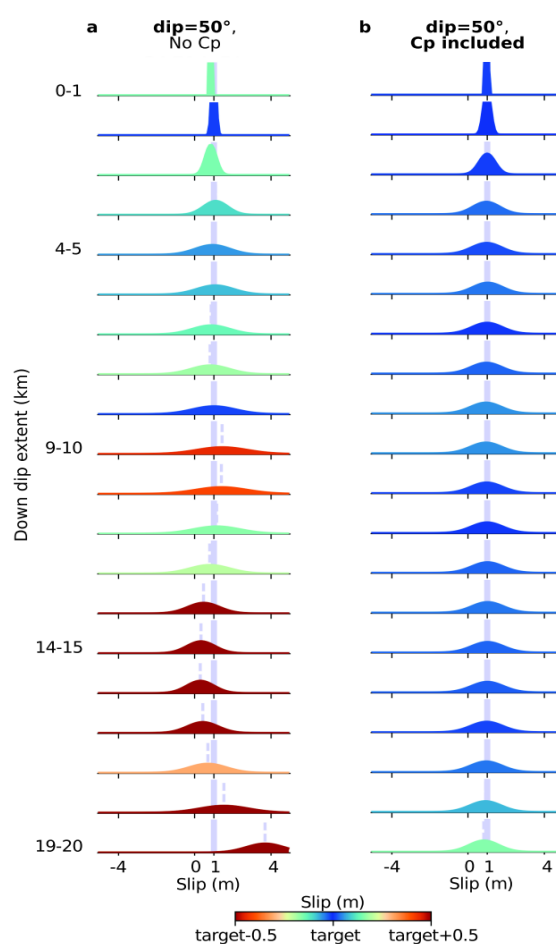 a dip=50°, No Cp
b dip=50°, Cp included
Down dip extent (km)
0-1
4-5
9-10
14-15
19-20
-4 1 4
Slip (m)
-4 0 1 4
Slip (m)
Slip (m)
target-0.5 target target+0.5